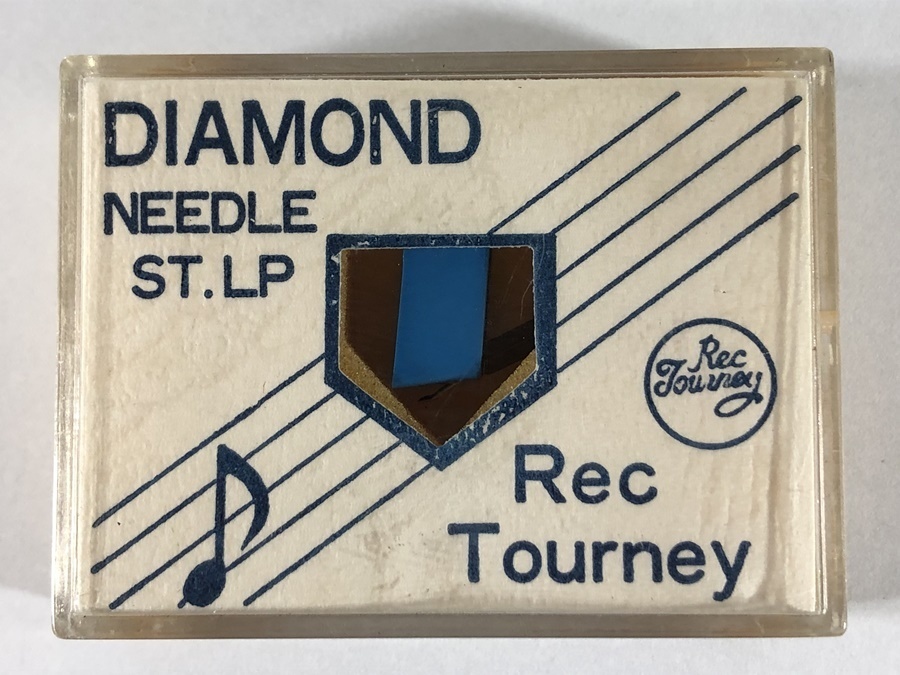 DIAMOND
NEEDLE
ST.LP
Rec
Tourney
Rec
Tourney